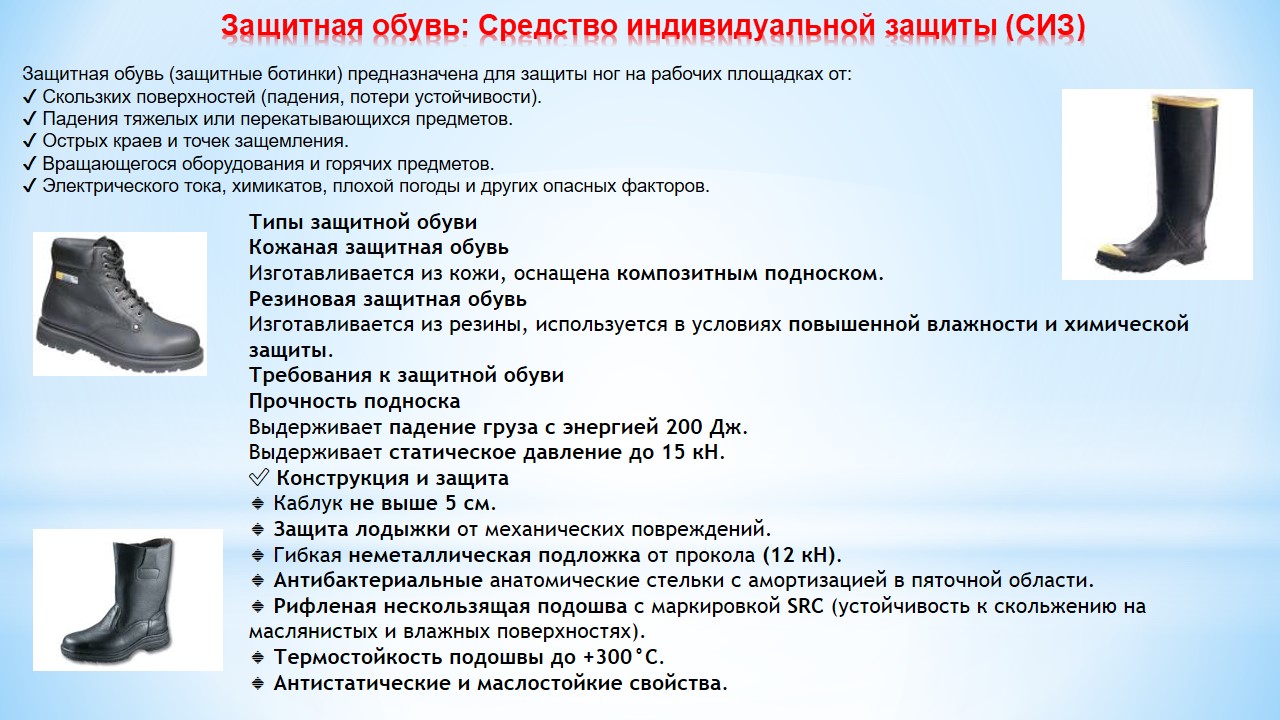 Защитная обувь: Средство индивидуальной защиты (СИЗ)
Защитная обувь (защитные ботинки) предназначена для защиты ног на рабочих площадках от:
✓ Скользких поверхностей (падения, потери устойчивости).
✓ Падения тяжелых или перекатывающихся предметов.
✓ Острых краев и точек защемления.
✓ Вращающегося оборудования и горячих предметов.
✓ Электрического тока, химикатов, плохой погоды и других опасных факторов.
Типы защитной обуви
Кожаная защитная обувь
Изготавливается из кожи, оснащена композитным подноском.
Резиновая защитная обувь
Изготавливается из резины, используется в условиях повышенной влажности и химической
защиты.
Требования к защитной обуви
Прочность подноска
Выдерживает падение груза с энергией 200 Дж.
Выдерживает статическое давление до 15 кН.
✅ Конструкция и защита
🔹 Каблук не выше 5 см.
🔹 Защита лодыжки от механических повреждений.
🔹 Гибкая неметаллическая подложка от прокола (12 кН).
🔹 Антибактериальные анатомические стельки с амортизацией в пяточной области.
🔹 Рифленая нескользящая подошва с маркировкой SRC (устойчивость к скольжению на
маслянистых и влажных поверхностях).
🔹 Термостойкость подошвы до +300°C.
🔹 Антистатические и маслостойкие свойства.